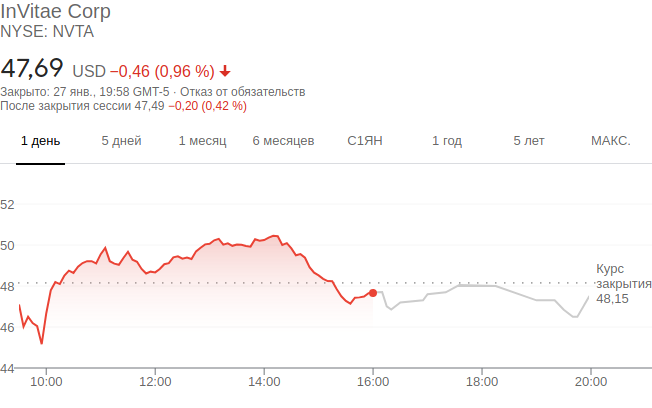 InVitae Corp
NYSE: NVTA
47,69 USD −0,46 (0,96 %)
Закрыто: 27 янв., 19:58 GMT-5 · Отказ от обязательств
После закрытия сессии 47,49 −0,20 (0,42 %)
1 день 5 дней 1 месяц 6 месяцев С1ЯН 1 год 5 лет МАКС.
52
50
48
46
44
Курс
закрытия
48,15
10:00 12:00 14:00 16:00 18:00 20:00